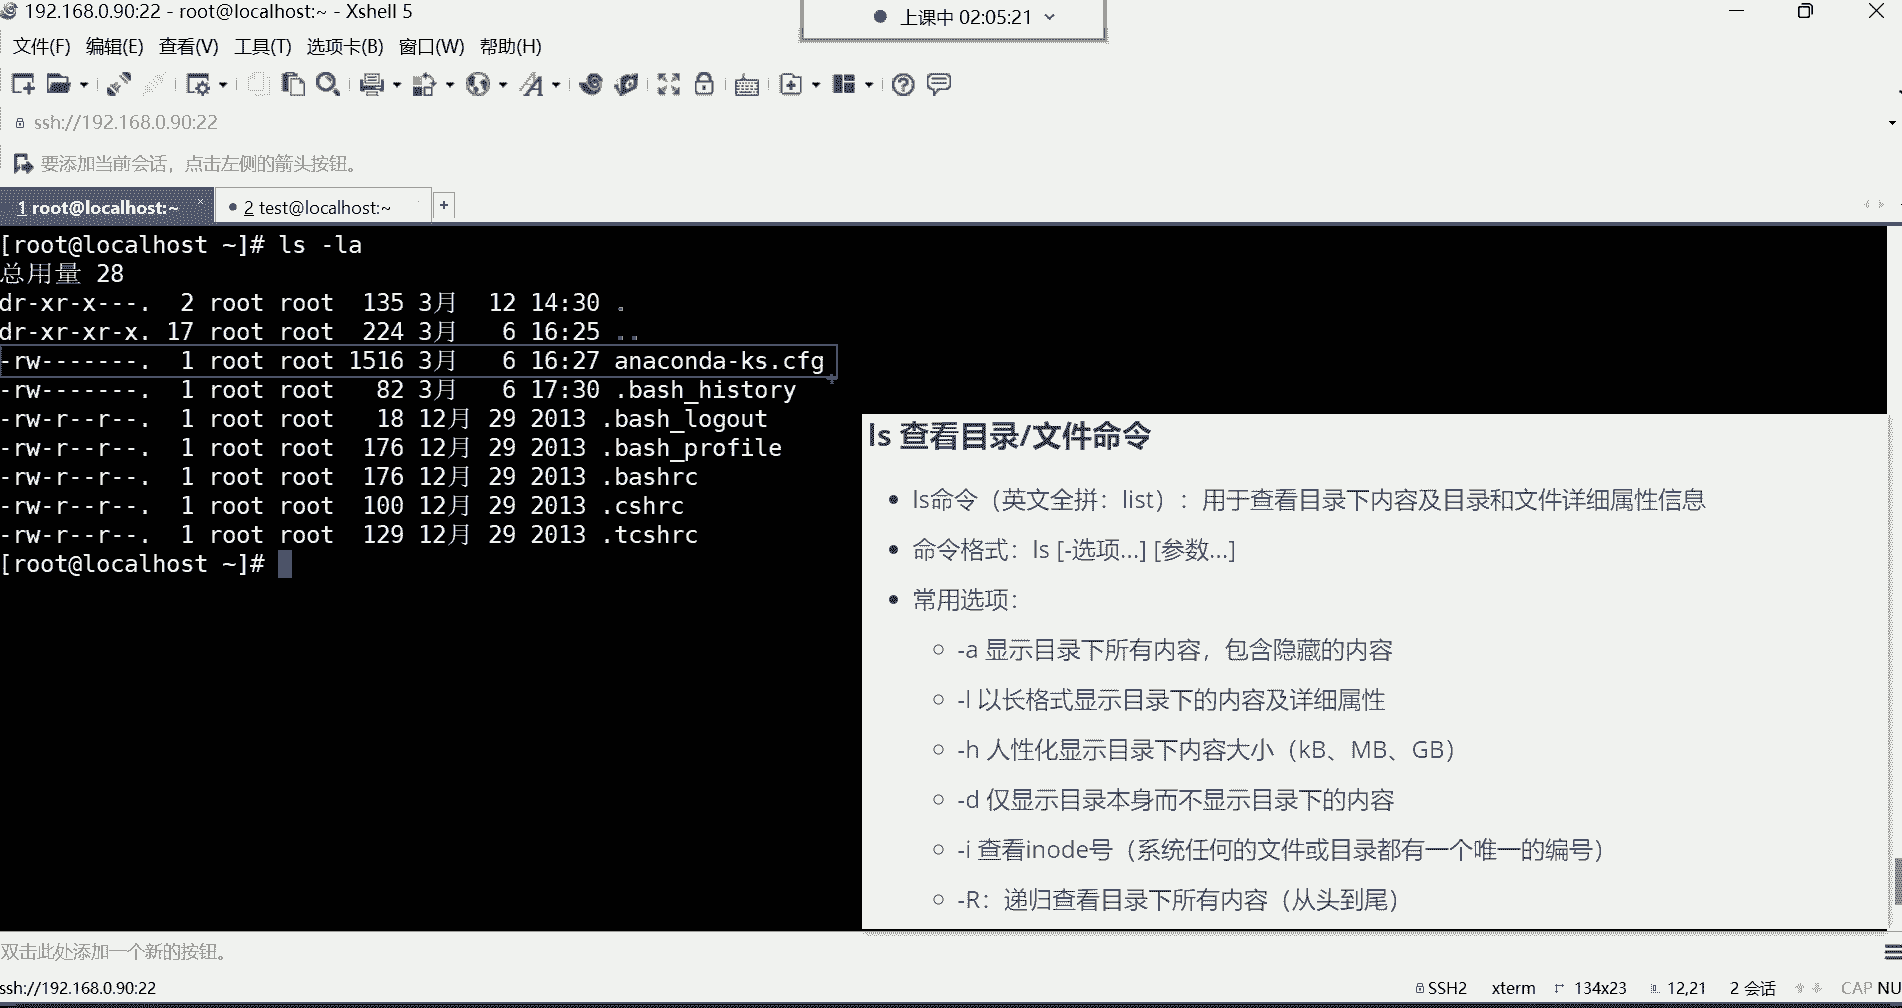 192.168.0.90:22 - root@localhost:~ - Xshell 5
上课中 02:05:21
文件(F) 编辑(E) 查看(V) 工具(T) 选项卡(B) 窗口(W) 帮助(H)
ssh://192.168.0.90:22
要添加当前会话，点击左侧的箭头按钮。
1 root@localhost:~ × 2 test@localhost:~ +
[root@localhost ~]# ls -la
总用量 28
dr-xr-x---.  2 root root  135 3月  12 14:30 .
dr-xr-xr-x. 17 root root  224 3月   6 16:25 ..
-rw-------.  1 root root 1516 3月   6 16:27 anaconda-ks.cfg
-rw-------.  1 root root   82 3月   6 17:30 .bash_history
-rw-r--r--.  1 root root   18 12月 29 2013 .bash_logout
-rw-r--r--.  1 root root  176 12月 29 2013 .bash_profile
-rw-r--r--.  1 root root  176 12月 29 2013 .bashrc
-rw-r--r--.  1 root root  100 12月 29 2013 .cshrc
-rw-r--r--.  1 root root  129 12月 29 2013 .tcshrc
[root@localhost ~]#
ls 查看目录/文件命令
• ls命令（英文全拼：list）：用于查看目录下内容及目录和文件详细属性信息
• 命令格式：ls [-选项...] [参数...]
• 常用选项：
○ -a 显示目录下所有内容，包含隐藏的内容
○ -l 以长格式显示目录下的内容及详细属性
○ -h 人性化显示目录下内容大小（kB、MB、GB）
○ -d 仅显示目录本身而不显示目录下的内容
○ -i 查看inode号（系统任何的文件或目录都有一个唯一的编号）
○ -R：递归查看目录下所有内容（从头到尾）
双击此处添加一个新的按钮。
ssh://192.168.0.90:22 SSH2 xterm 134x23 12,21 2 会话 CAP NU